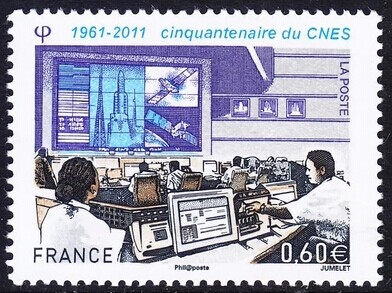 1961-2011 cinquantenaire du CNES
LA POSTE
FRANCE
0,60€
Phil@poste
JUMELET